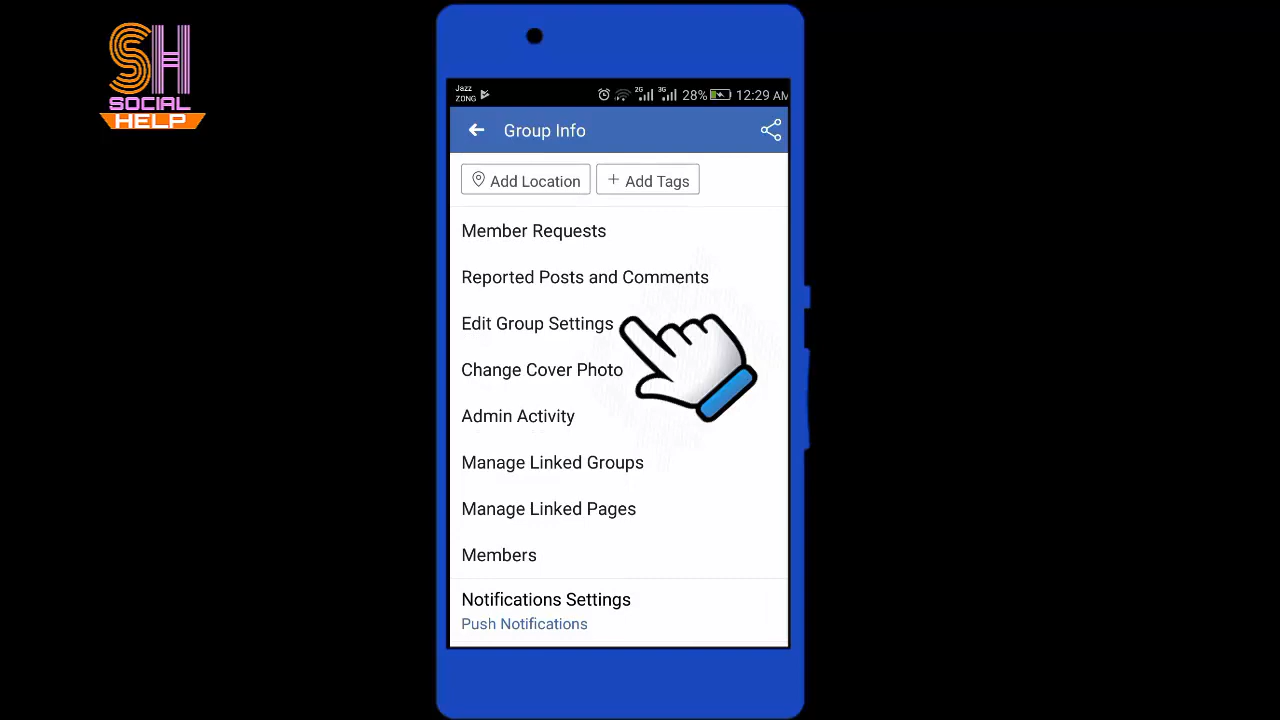 SH
SOCIAL
HELP
Jazz
ZONG
2G 3G 28% 12:29 AM
Group Info
Add Location
+ Add Tags
Member Requests
Reported Posts and Comments
Edit Group Settings
Change Cover Photo
Admin Activity
Manage Linked Groups
Manage Linked Pages
Members
Notifications Settings
Push Notifications